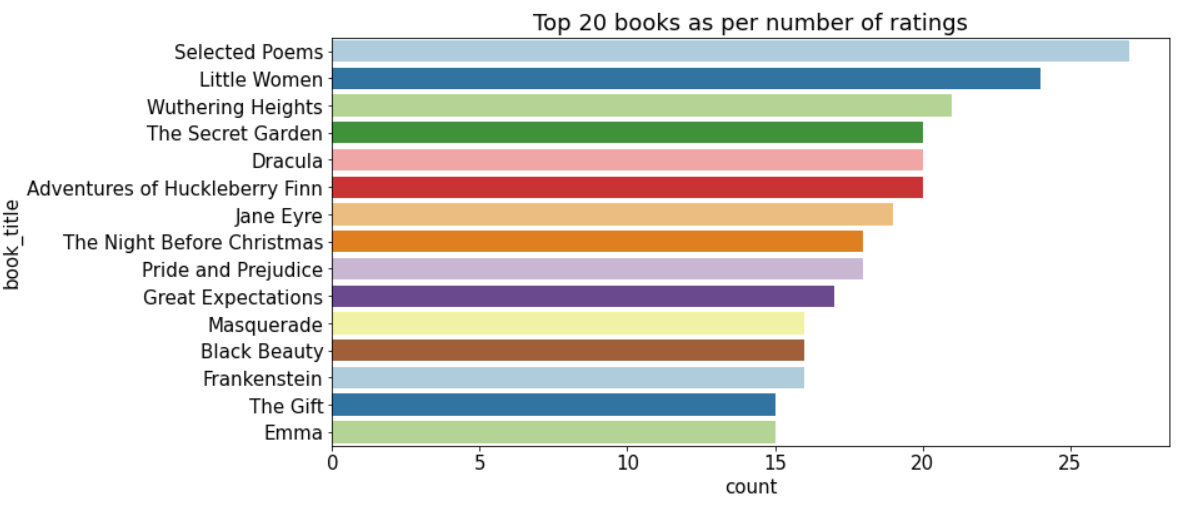 Top 20 books as per number of ratings
book_title
Selected Poems
Little Women
Wuthering Heights
The Secret Garden
Dracula
Adventures of Huckleberry Finn
Jane Eyre
The Night Before Christmas
Pride and Prejudice
Great Expectations
Masquerade
Black Beauty
Frankenstein
The Gift
Emma
0 5 10 15 20 25
count